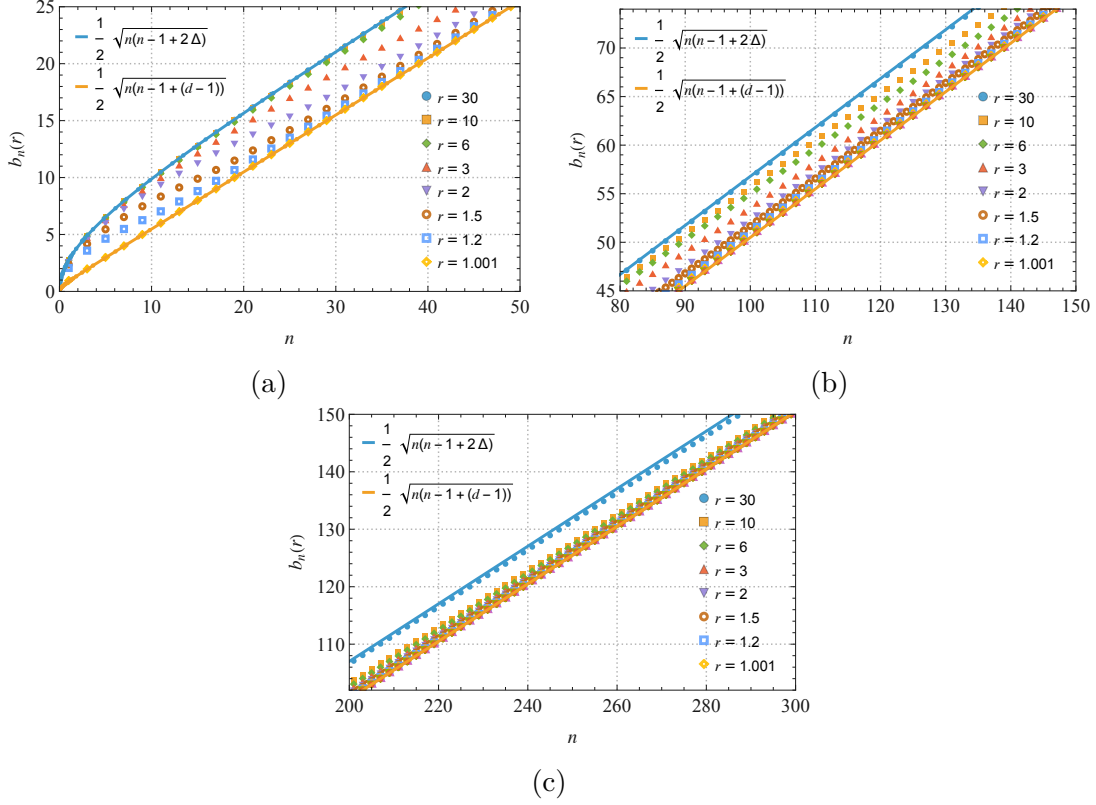 25
20
15
10
5
0
b_n(r)
1/2 √n(n−1+2Δ)
1/2 √n(n−1+(d−1))
r = 30
r = 10
r = 6
r = 3
r = 2
r = 1.5
r = 1.2
r = 1.001
0 10 20 30 40 50
n
(a)
70
65
60
55
50
45
b_n(r)
1/2 √n(n−1+2Δ)
1/2 √n(n−1+(d−1))
r = 30
r = 10
r = 6
r = 3
r = 2
r = 1.5
r = 1.2
r = 1.001
80 90 100 110 120 130 140 150
n
(b)
150
140
130
120
110
b_n(r)
1/2 √n(n−1+2Δ)
1/2 √n(n−1+(d−1))
r = 30
r = 10
r = 6
r = 3
r = 2
r = 1.5
r = 1.2
r = 1.001
200 220 240 260 280 300
n
(c)